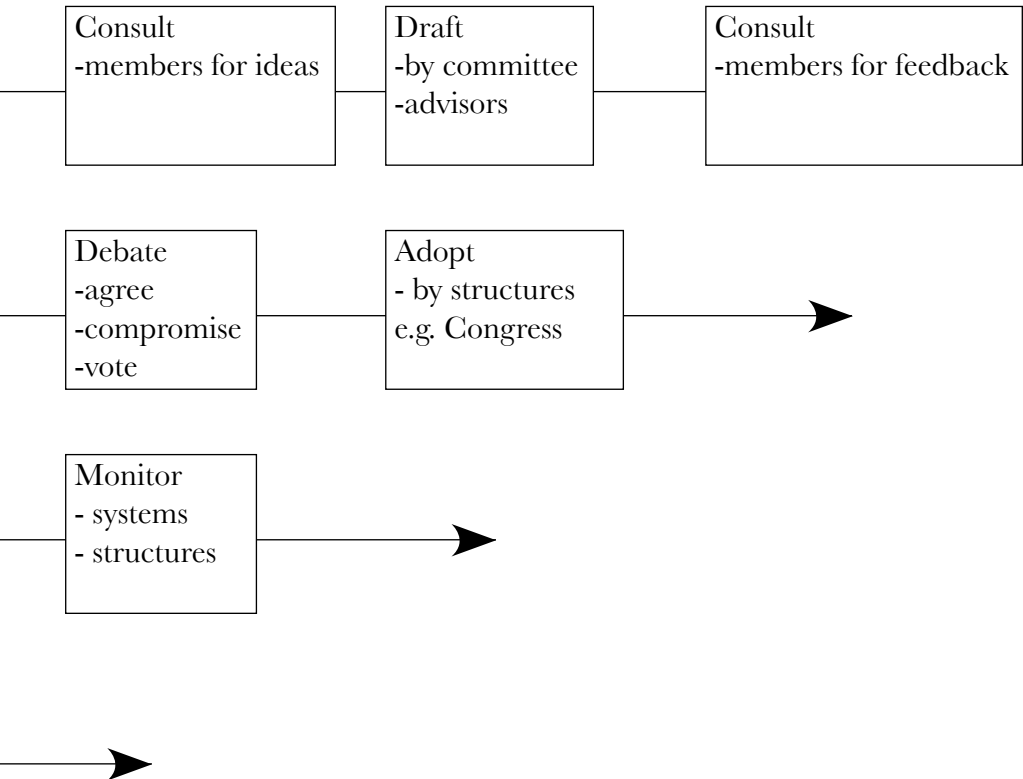 Consult
-members for ideas
Draft
-by committee
-advisors
Consult
-members for feedback
Debate
-agree
-compromise
-vote
Adopt
- by structures
e.g. Congress
Monitor
- systems
- structures